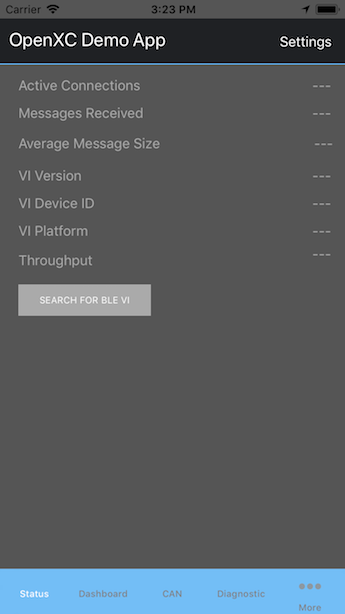 Carrier 3:23 PM
OpenXC Demo App Settings
Active Connections ---
Messages Received ---
Average Message Size ---
VI Version ---
VI Device ID ---
VI Platform ---
Throughput ---
SEARCH FOR BLE VI
Status Dashboard CAN Diagnostic More